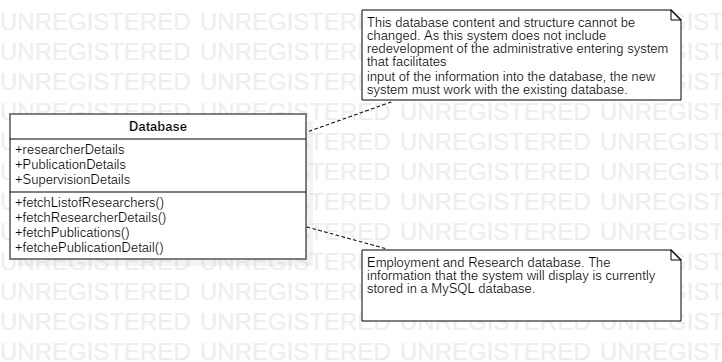 This database content and structure cannot be
changed. As this system does not include
redevelopment of the administrative entering system
that facilitates
input of the information into the database, the new
system must work with the existing database.
Database
+researcherDetails
+PublicationDetails
+SupervisionDetails
+fetchListofResearchers()
+fetchResearcherDetails()
+fetchPublications()
+fetchePublicationDetail()
Employment and Research database. The
information that the system will display is currently
stored in a MySQL database.
UNREGISTERED UNREGISTERED UNREGISTERED UNREGISTERED